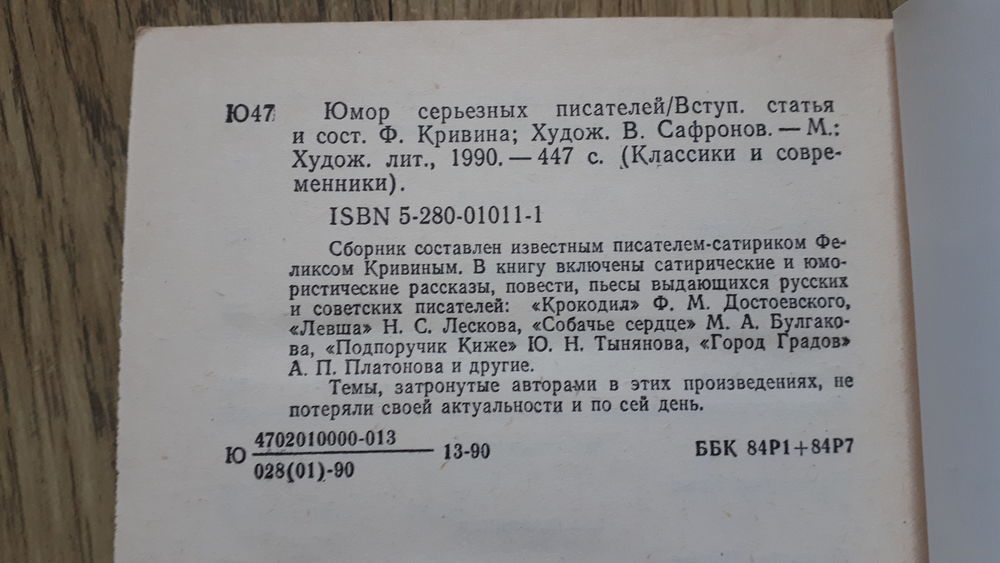 Ю47 Юмор серьезных писателей/Вступ. статья
и сост. Ф. Кривина; Худож. В. Сафронов. — М.:
Худож. лит., 1990. — 447 с. (Классики и совре-
менники).
ISBN 5-280-01011-1
Сборник составлен известным писателем-сатириком Фе-
ликсом Кривиным. В книгу включены сатирические и юмо-
ристические рассказы, повести, пьесы выдающихся русских
и советских писателей: «Крокодил» Ф. М. Достоевского,
«Левша» Н. С. Лескова, «Собачье сердце» М. А. Булгако-
ва, «Подпоручик Киже» Ю. Н. Тынянова, «Город Градов»
А. П. Платонова и другие.
Темы, затронутые авторами в этих произведениях, не
потеряли своей актуальности и по сей день.
Ю 4702010000-013
028(01)-90
13-90
ББК 84Р1+84Р7